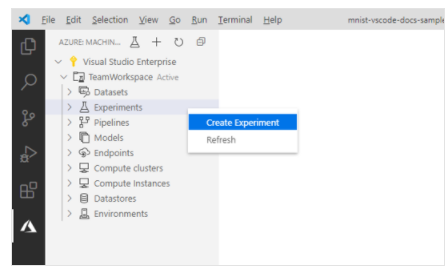 File Edit Selection View Go Run Terminal Help mnist-vscode-docs-sample
AZURE: MACHIN...
Visual Studio Enterprise
TeamWorkspace Active
Datasets
Experiments
Pipelines
Models
Endpoints
Compute clusters
Compute Instances
Datastores
Environments
Create Experiment
Refresh